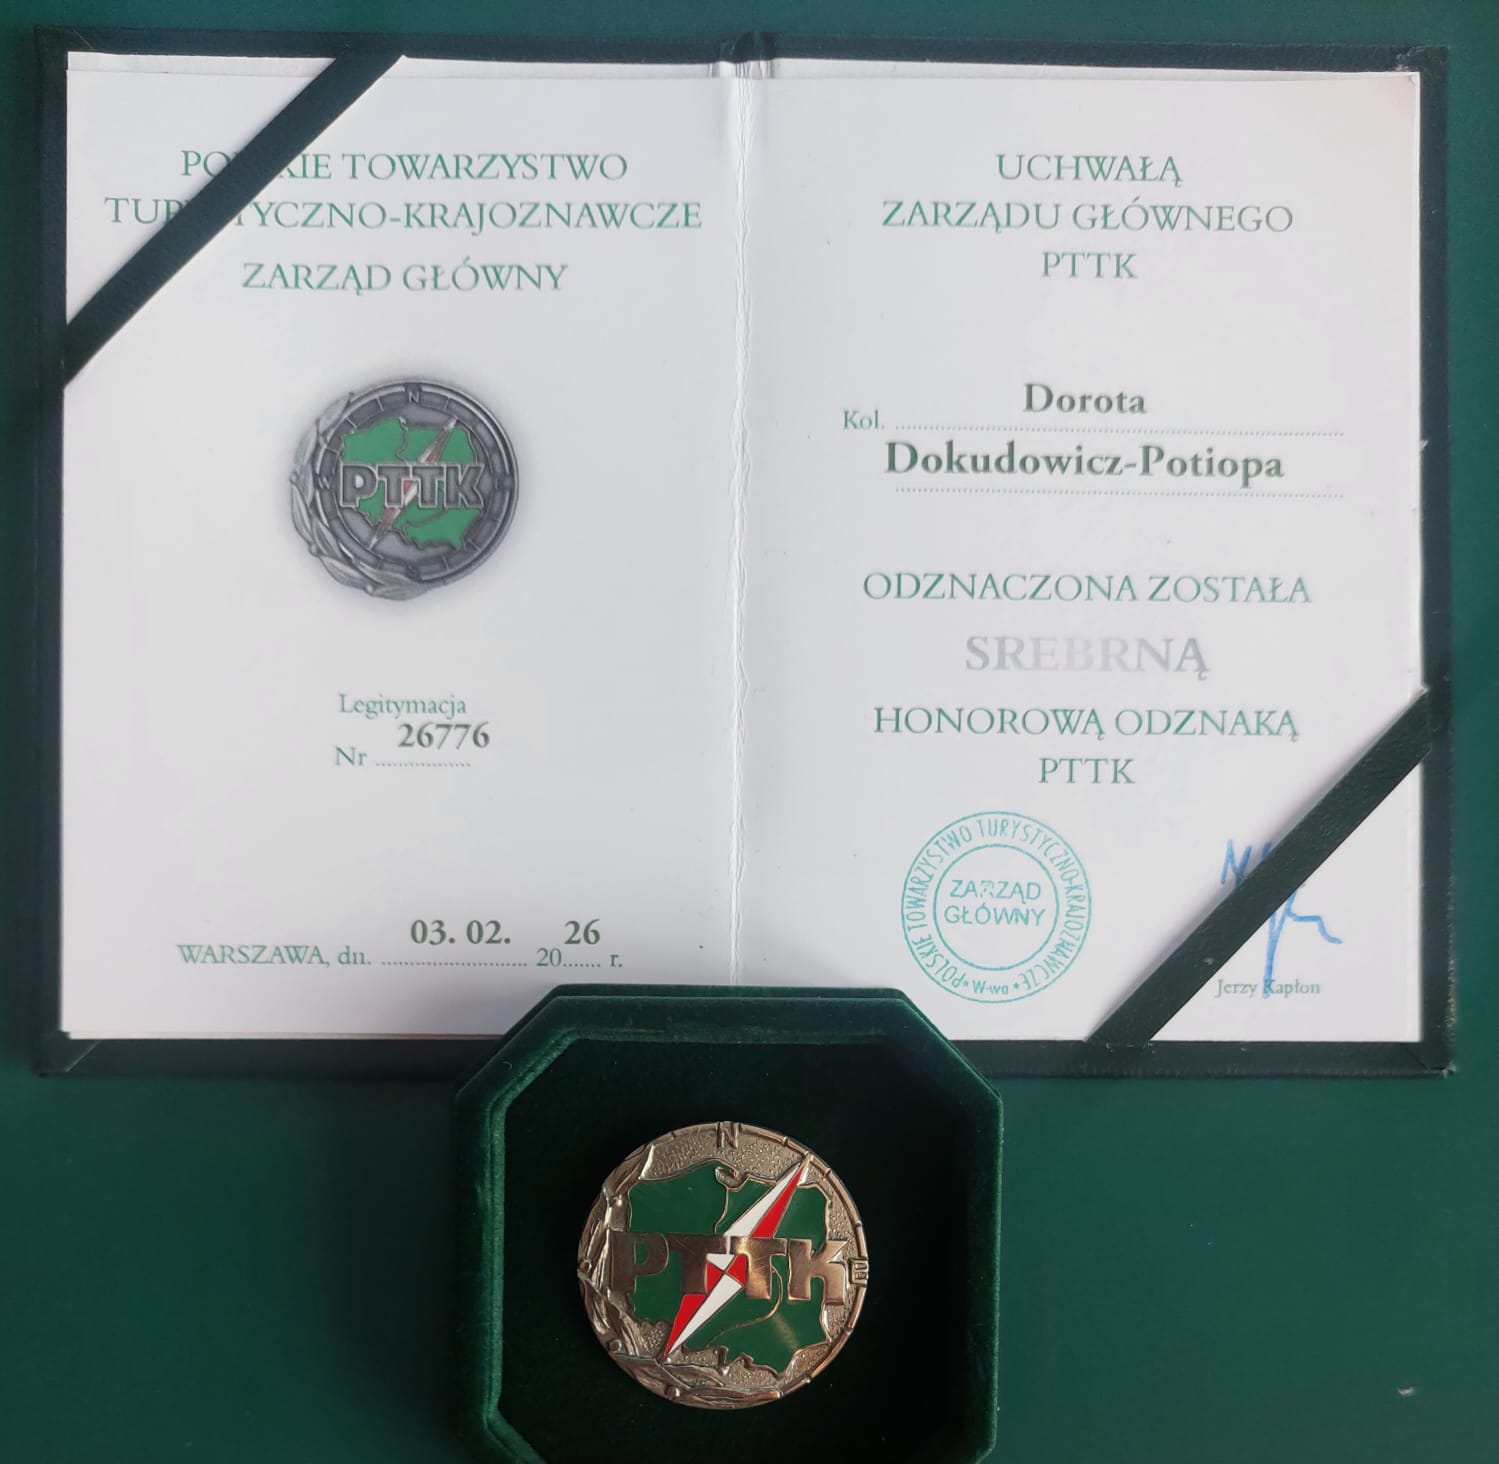 TOWARZYSTWO
TURYSTYCZNO-KRAJOZNAWCZE
ZARZĄD GŁÓWNY
N
W
E
PTTK
S
Legitymacja
26776
Nr
03. 02. 26
WARSZAWA, dn. .......................... 20....... r.
UCHWAŁĄ
ZARZĄDU GŁÓWNEGO
PTTK
Dorota
Kol.
Dokudowicz-Potiopa
ODZNACZONA ZOSTAŁA
SREBRNĄ
HONOROWĄ ODZNAKĄ
PTTK
POLSKIE TOWARZYSTWO TURYSTYCZNO-KRAJOZNAWCZE
* W-wa *
ZARZĄD
GŁÓWNY
Jerzy Kapłon
N
PTTK
E